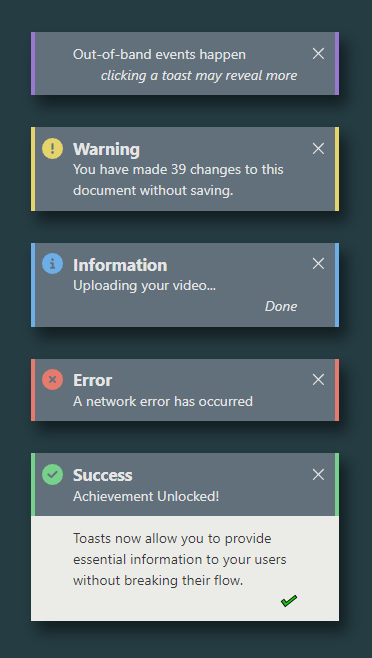 Out-of-band events happen
clicking a toast may reveal more
Warning
You have made 39 changes to this
document without saving.
Information
Uploading your video...
Done
Error
A network error has occurred
Success
Achievement Unlocked!
Toasts now allow you to provide
essential information to your users
without breaking their flow.